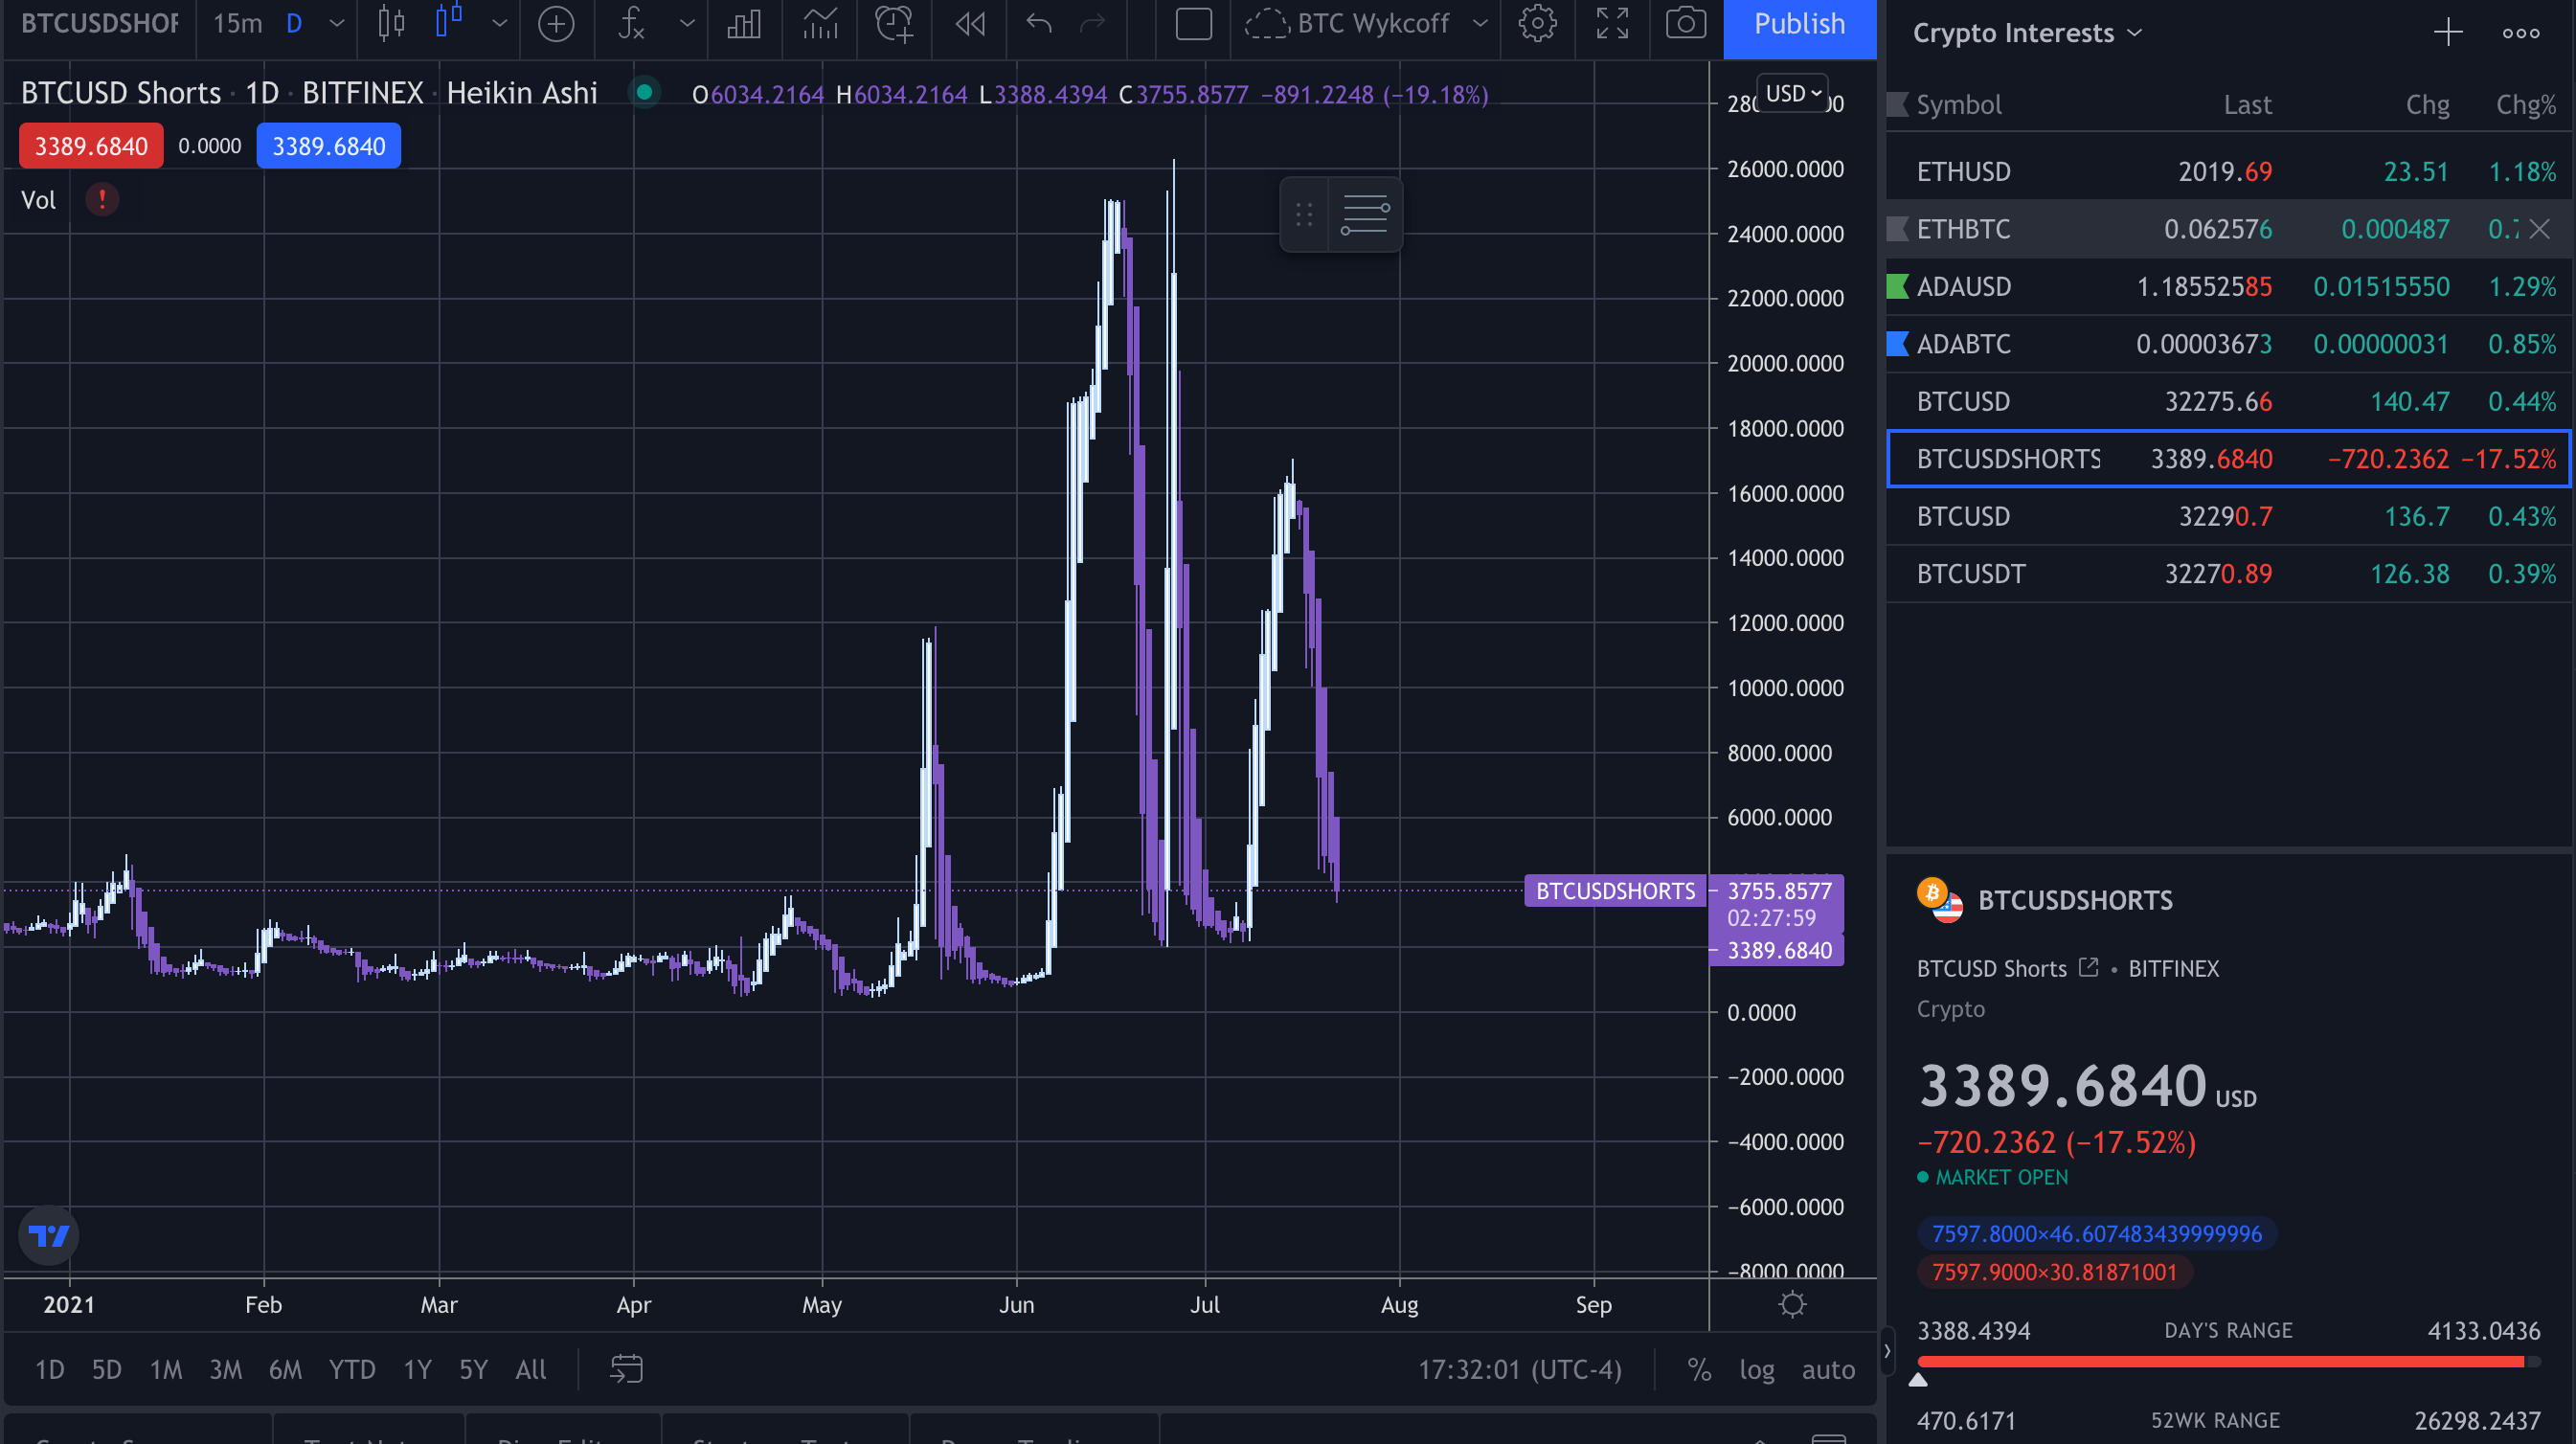 BTCUSDSHOR 15m D BTC Wykcoff Publish
BTCUSD Shorts · 1D · BITFINEX · Heikin Ashi O6034.2164 H6034.2164 L3388.4394 C3755.8577 −891.2248 (−19.18%)
3389.6840 0.0000 3389.6840
Vol !
USD
26000.0000
24000.0000
22000.0000
20000.0000
18000.0000
16000.0000
14000.0000
12000.0000
10000.0000
8000.0000
6000.0000
BTCUSDSHORTS 3755.8577
02:27:59
3389.6840
0.0000
−2000.0000
−4000.0000
−6000.0000
−8000.0000
2021 Feb Mar Apr May Jun Jul Aug Sep
1D 5D 1M 3M 6M YTD 1Y 5Y All 17:32:01 (UTC-4) % log auto
Crypto Interests
Symbol Last Chg Chg%
ETHUSD 2019.69 23.51 1.18%
ETHBTC 0.062576 0.000487 0.7
ADAUSD 1.18552585 0.01515550 1.29%
ADABTC 0.00003673 0.00000031 0.85%
BTCUSD 32275.66 140.47 0.44%
BTCUSDSHORTS 3389.6840 −720.2362 −17.52%
BTCUSD 32290.7 136.7 0.43%
BTCUSDT 32270.89 126.38 0.39%
BTCUSDSHORTS
BTCUSD Shorts • BITFINEX
Crypto
3389.6840 USD
−720.2362 (−17.52%)
MARKET OPEN
7597.8000×46.607483439999996
7597.9000×30.81871001
3388.4394 DAY'S RANGE 4133.0436
470.6171 52WK RANGE 26298.2437